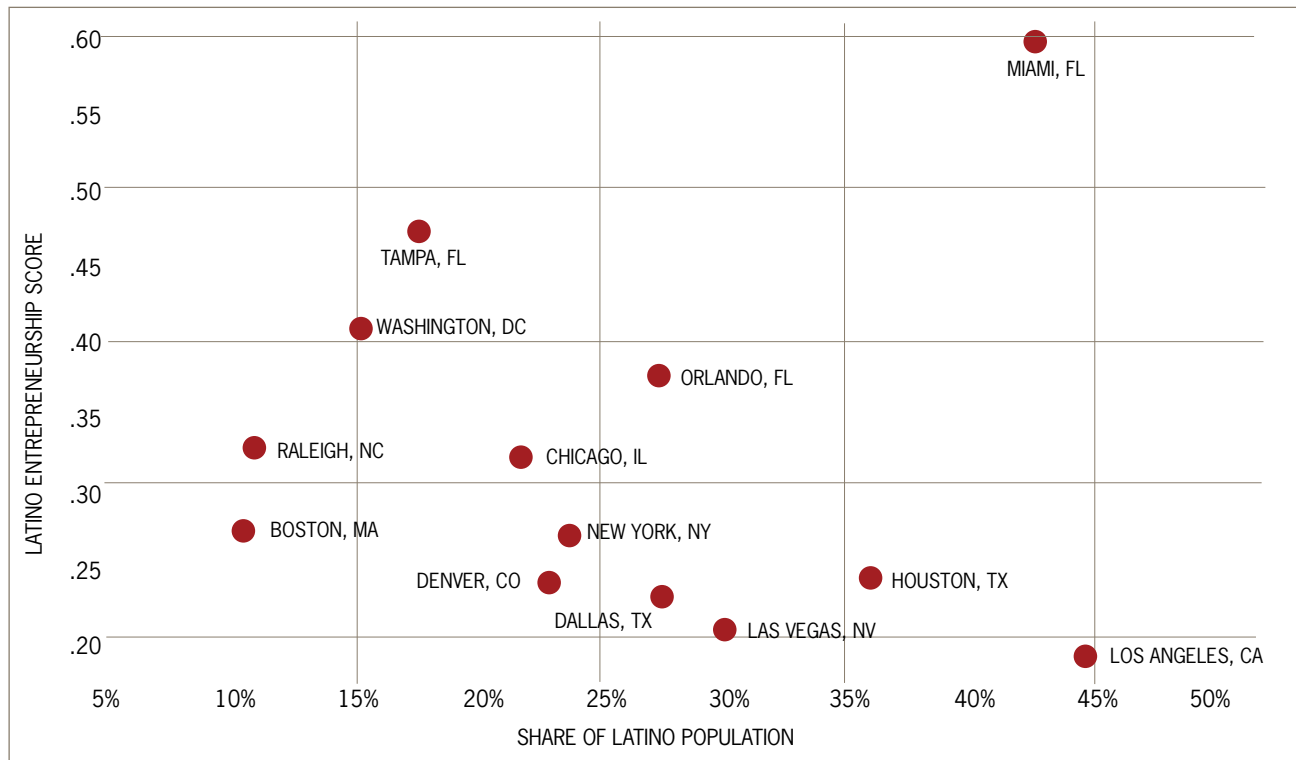 LATINO ENTREPRENEURSHIP SCORE
.60
.55
.50
.45
.40
.35
.30
.25
.20
MIAMI, FL
TAMPA, FL
WASHINGTON, DC
ORLANDO, FL
RALEIGH, NC
CHICAGO, IL
BOSTON, MA
NEW YORK, NY
DENVER, CO
HOUSTON, TX
DALLAS, TX
LAS VEGAS, NV
LOS ANGELES, CA
5% 10% 15% 20% 25% 30% 35% 40% 45% 50%
SHARE OF LATINO POPULATION